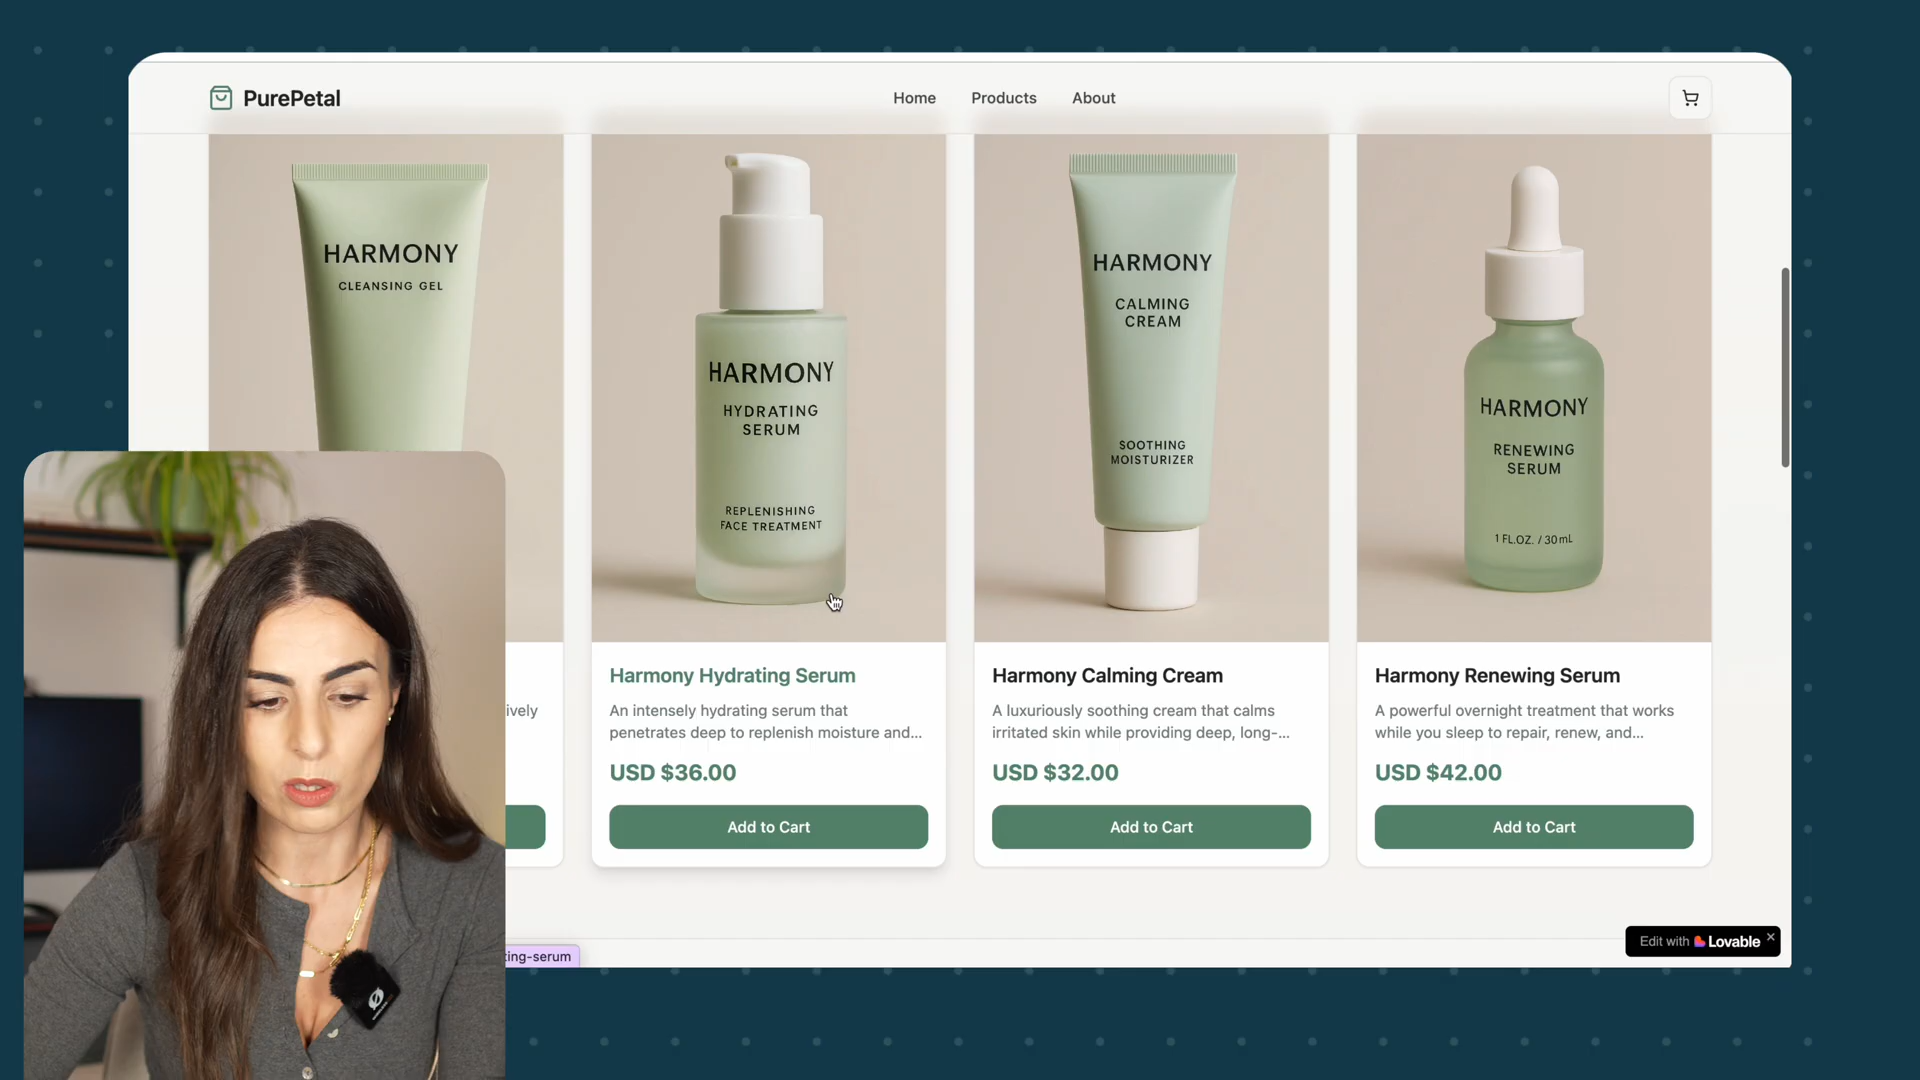 PurePetal
Home
Products
About
HARMONY
CLEANSING GEL
HARMONY
HYDRATING
SERUM
REPLENISHING
FACE TREATMENT
HARMONY
CALMING
CREAM
SOOTHING
MOISTURIZER
HARMONY
RENEWING
SERUM
1 FL.OZ. / 30 mL
ively
Harmony Hydrating Serum
An intensely hydrating serum that
penetrates deep to replenish moisture and...
USD $36.00
Add to Cart
Harmony Calming Cream
A luxuriously soothing cream that calms
irritated skin while providing deep, long-...
USD $32.00
Add to Cart
Harmony Renewing Serum
A powerful overnight treatment that works
while you sleep to repair, renew, and...
USD $42.00
Add to Cart
ting-serum
Edit with Lovable